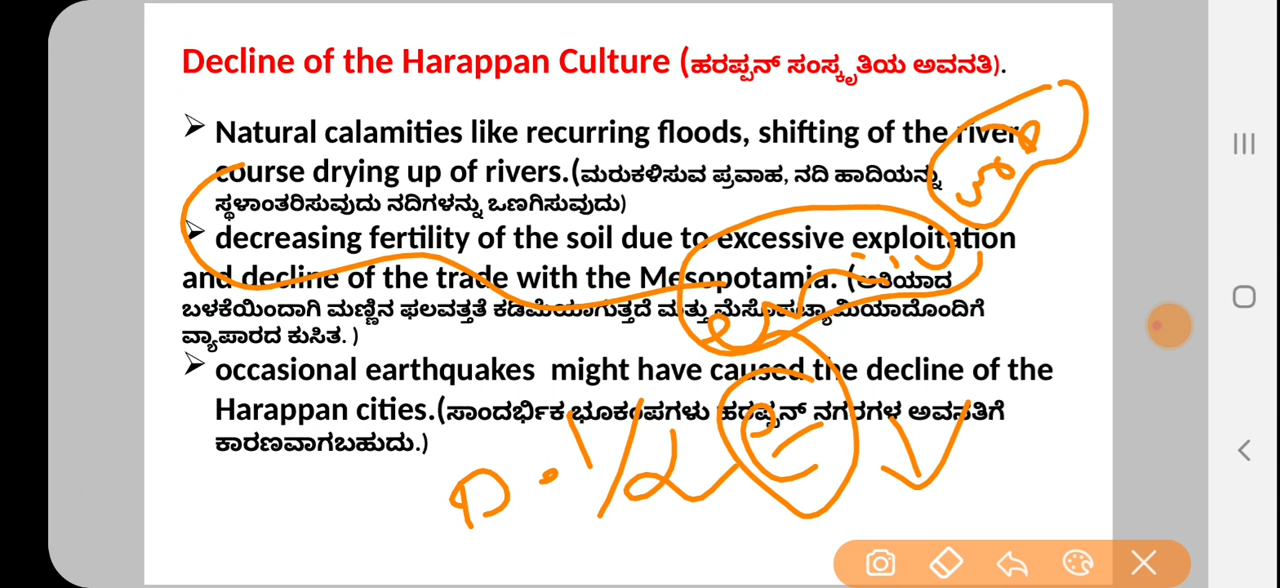 Decline of the Harappan Culture (ಹರಪ್ಪನ್ ಸಂಸ್ಕೃತಿಯ ಅವನತಿ).
➢ Natural calamities like recurring floods, shifting of the river
course drying up of rivers.(ಮರುಕಳಿಸುವ ಪ್ರವಾಹ, ನದಿ ಹಾದಿಯನ್ನು
ಸ್ಥಳಾಂತರಿಸುವುದು ನದಿಗಳನ್ನು ಒಣಗಿಸುವುದು)
➢ decreasing fertility of the soil due to excessive exploitation
and decline of the trade with the Mesopotamia. (ಅತಿಯಾದ
ಬಳಕೆಯಿಂದಾಗಿ ಮಣ್ಣಿನ ಫಲವತ್ತತೆ ಕಡಿಮೆಯಾಗುತ್ತದೆ ಮತ್ತು ಮೆಸೊಪಟ್ಯಾಮಿಯಾದೊಂದಿಗೆ
ವ್ಯಾಪಾರದ ಕುಸಿತ. )
➢ occasional earthquakes might have caused the decline of the
Harappan cities.(ಸಾಂದರ್ಭಿಕ ಭೂಕಂಪಗಳು ಹರಪ್ಪನ್ ನಗರಗಳ ಅವನತಿಗೆ
ಕಾರಣವಾಗಬಹುದು.)